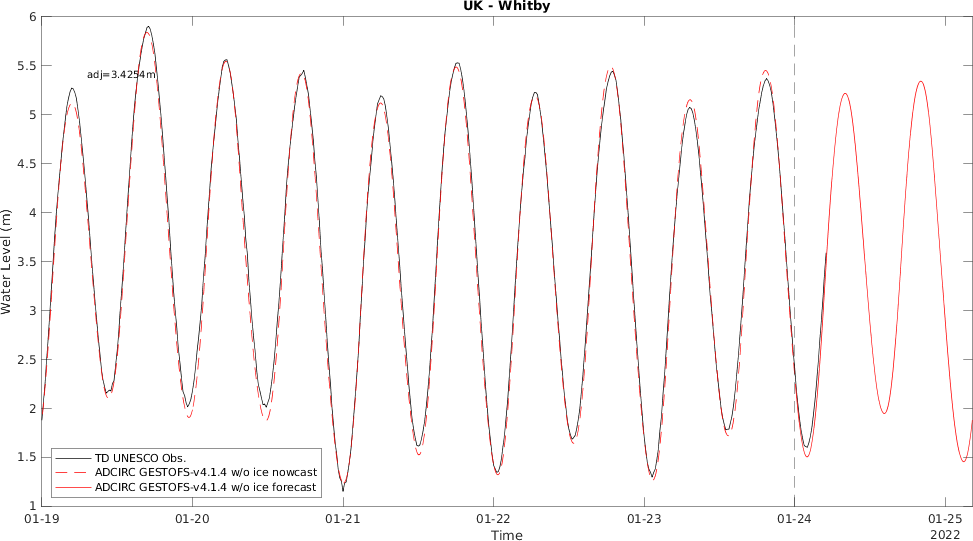 UK - Whitby
6
5.5
5
4.5
4
3.5
3
2.5
2
1.5
1
Water Level (m)
adj=3.4254m
TD UNESCO Obs.
ADCIRC GESTOFS-v4.1.4 w/o ice nowcast
ADCIRC GESTOFS-v4.1.4 w/o ice forecast
01-19 01-20 01-21 01-22 01-23 01-24 01-25
Time
2022